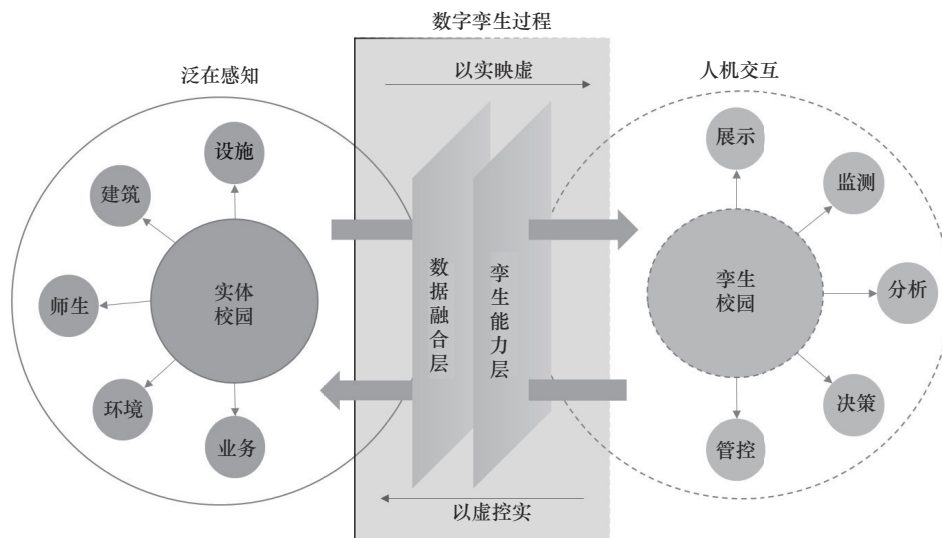 数字孪生过程
泛在感知
以实映虚
人机交互
设施
建筑
师生
环境
业务
实体
校园
数据融合层
孪生能力层
展示
监测
分析
决策
管控
孪生
校园
以虚控实